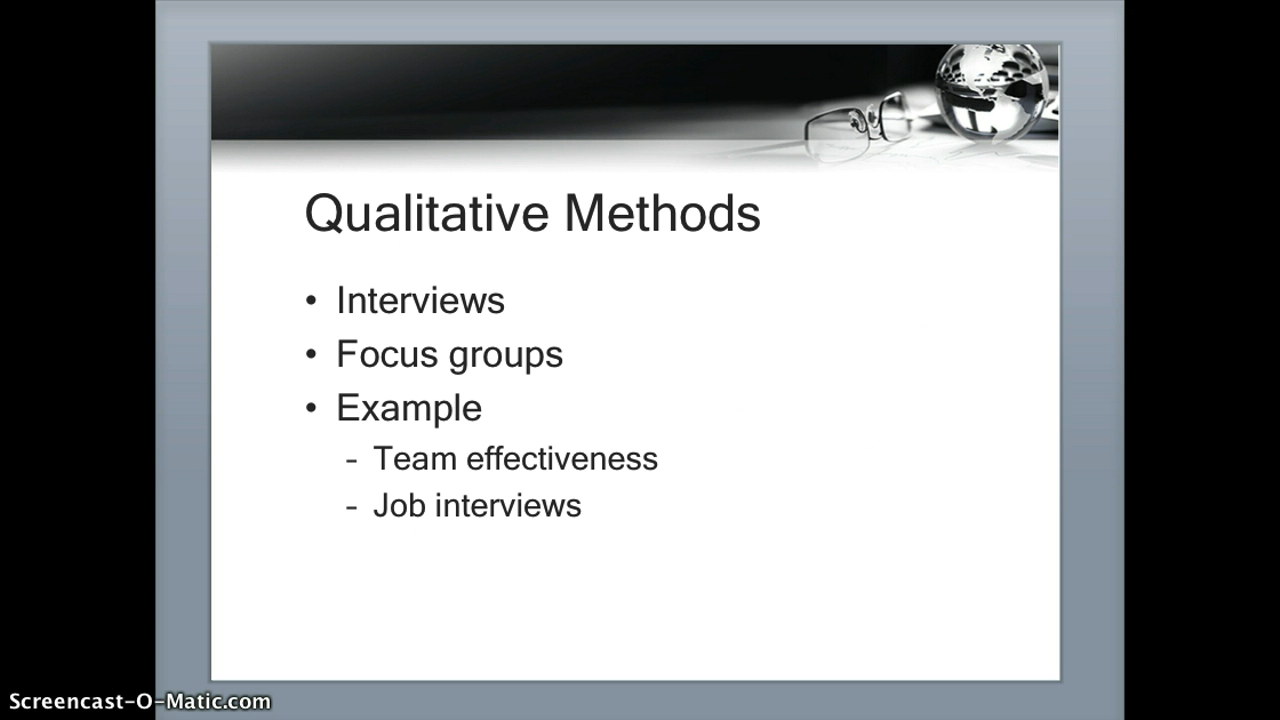 Qualitative Methods
• Interviews
• Focus groups
• Example
– Team effectiveness
– Job interviews
Screencast-O-Matic.com